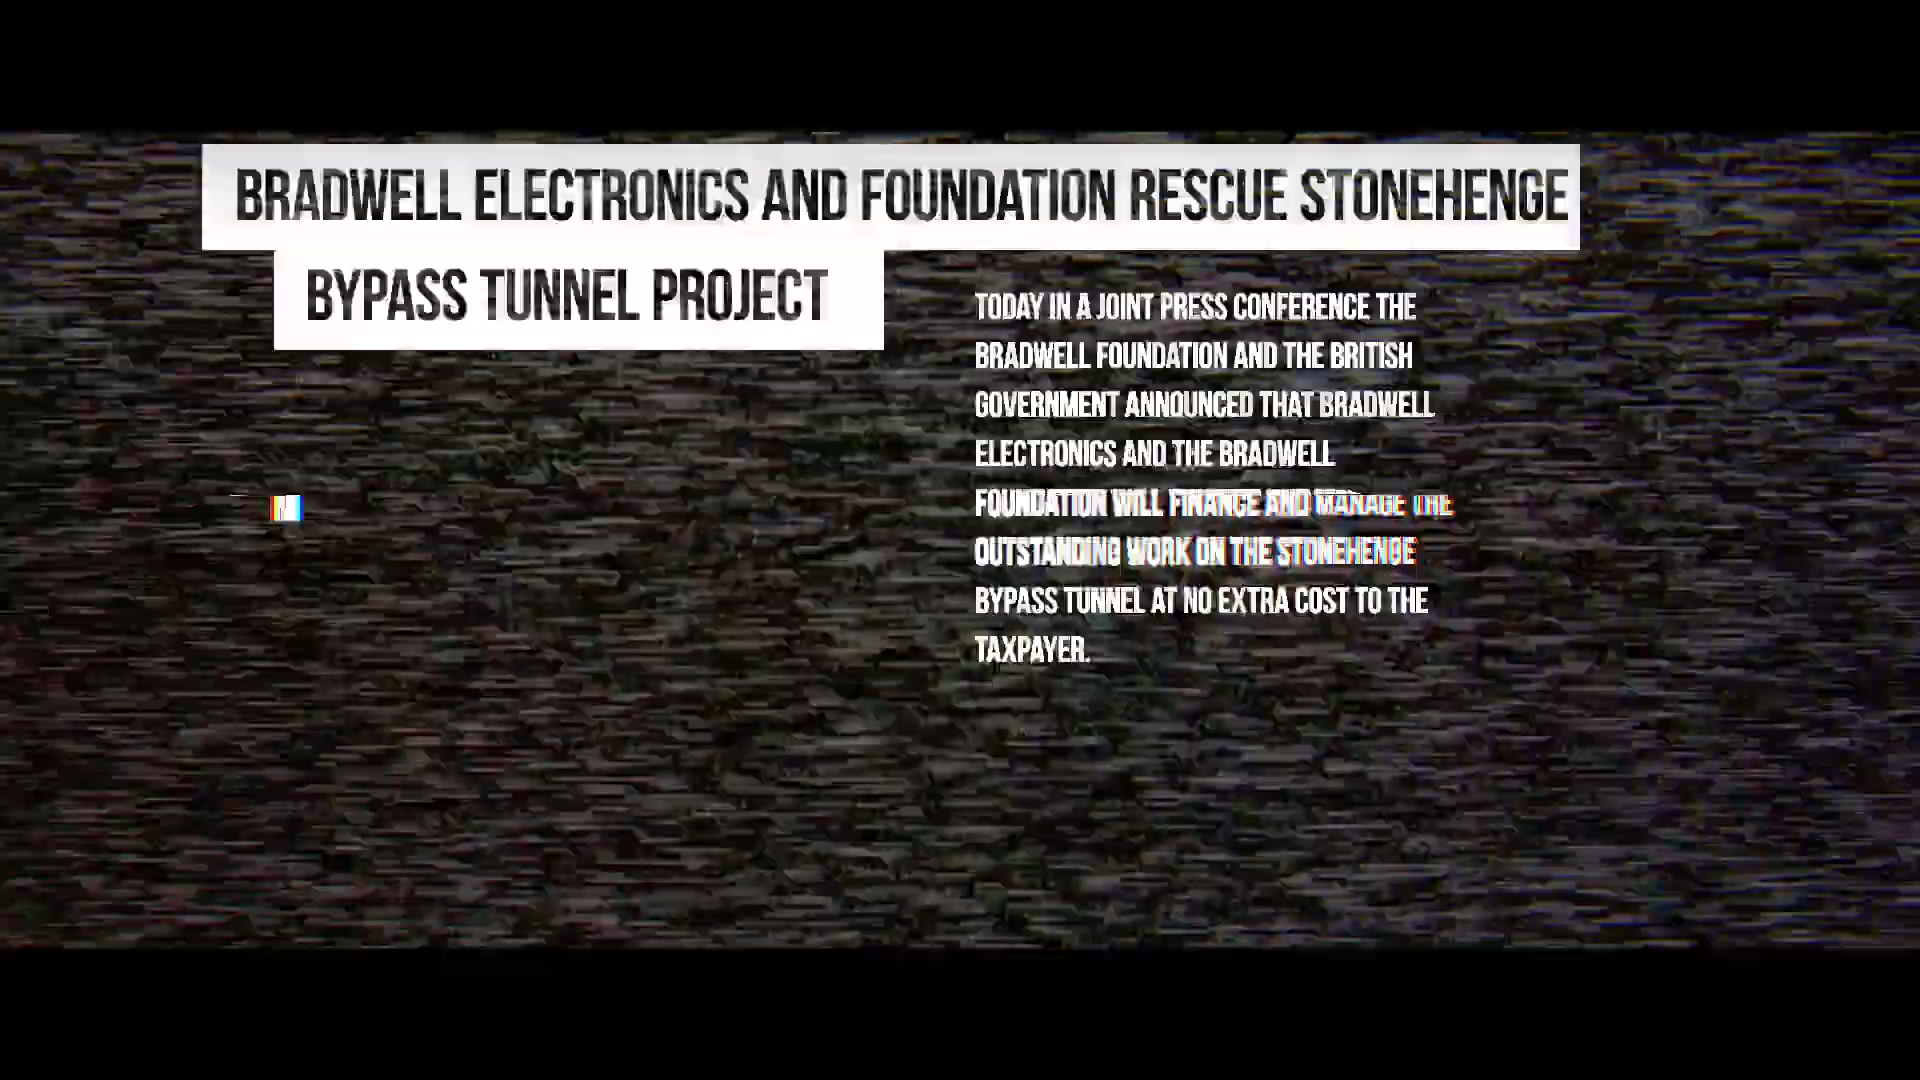 BRADWELL ELECTRONICS AND FOUNDATION RESCUE STONEHENGE
BYPASS TUNNEL PROJECT
TODAY IN A JOINT PRESS CONFERENCE THE
BRADWELL FOUNDATION AND THE BRITISH
GOVERNMENT ANNOUNCED THAT BRADWELL
ELECTRONICS AND THE BRADWELL
FOUNDATION WILL FINANCE AND MANAGE THE
OUTSTANDING WORK ON THE STONEHENGE
BYPASS TUNNEL AT NO EXTRA COST TO THE
TAXPAYER.